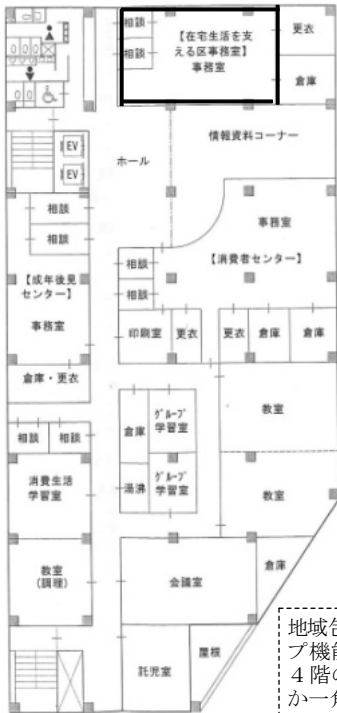 相談
相談
【在宅生活を支
える区事務室】
事務室
更衣
倉庫
情報資料コーナー
EV
EV
ホール
相談
相談
事務室
【消費者センター】
相談
相談
【成年後見
センター】
事務室
印刷室
更衣
更衣
倉庫
倉庫
倉庫・更衣
教室
倉庫
グループ
学習室
相談
相談
湯沸
グループ
学習室
消費生活
学習室
教室
教室
(調理)
会議室
倉庫
託児室
屋根
プ機能
4階の
か一角